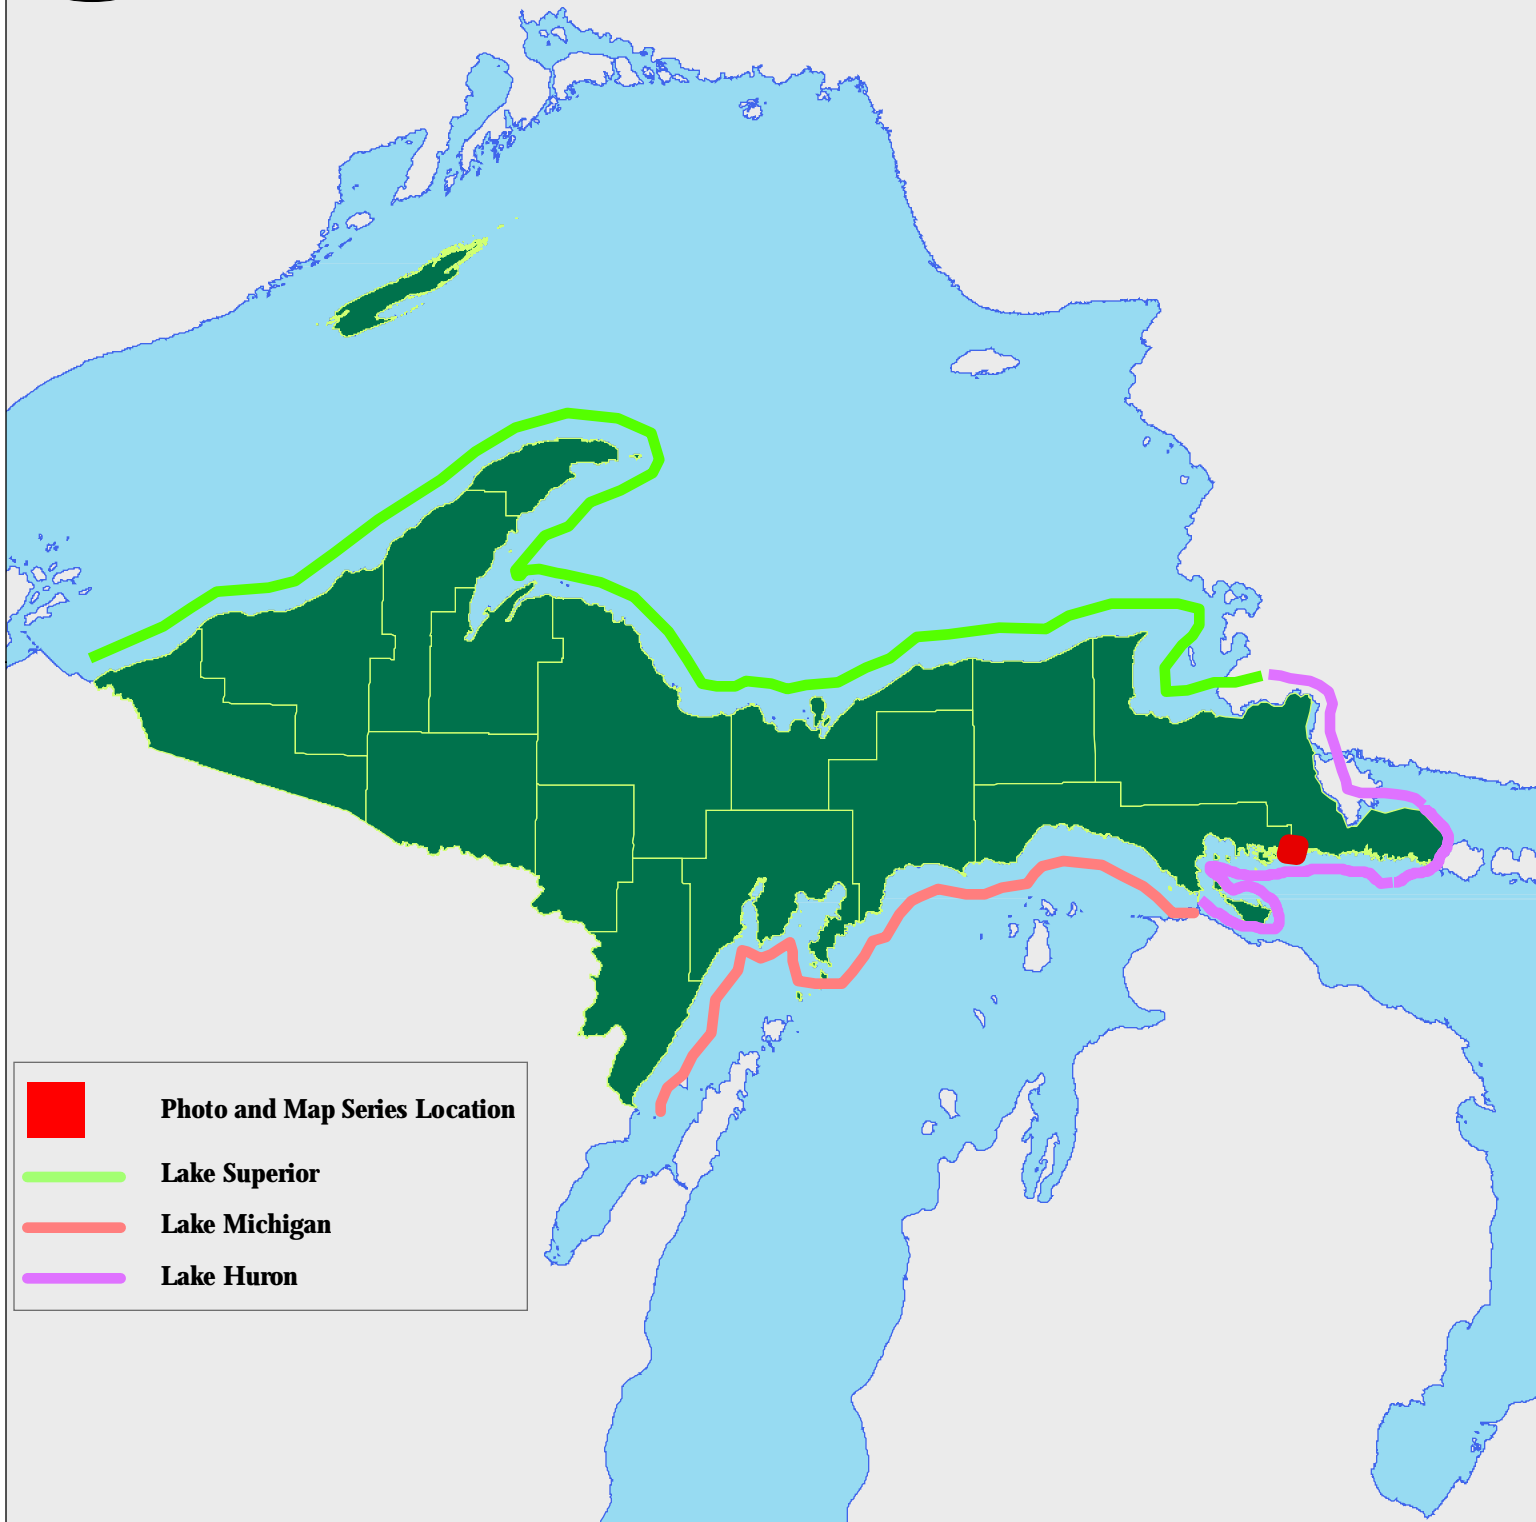 Photo and Map Series Location
Lake Superior
Lake Michigan
Lake Huron